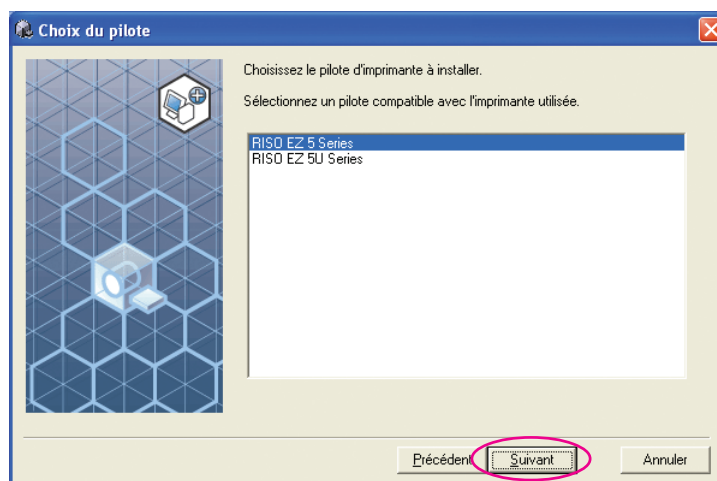 Choix du pilote
Choisissez le pilote d'imprimante à installer.
Sélectionnez un pilote compatible avec l'imprimante utilisée.
RISO EZ 5 Series
RISO EZ 5U Series
Précédent
Suivant
Annuler